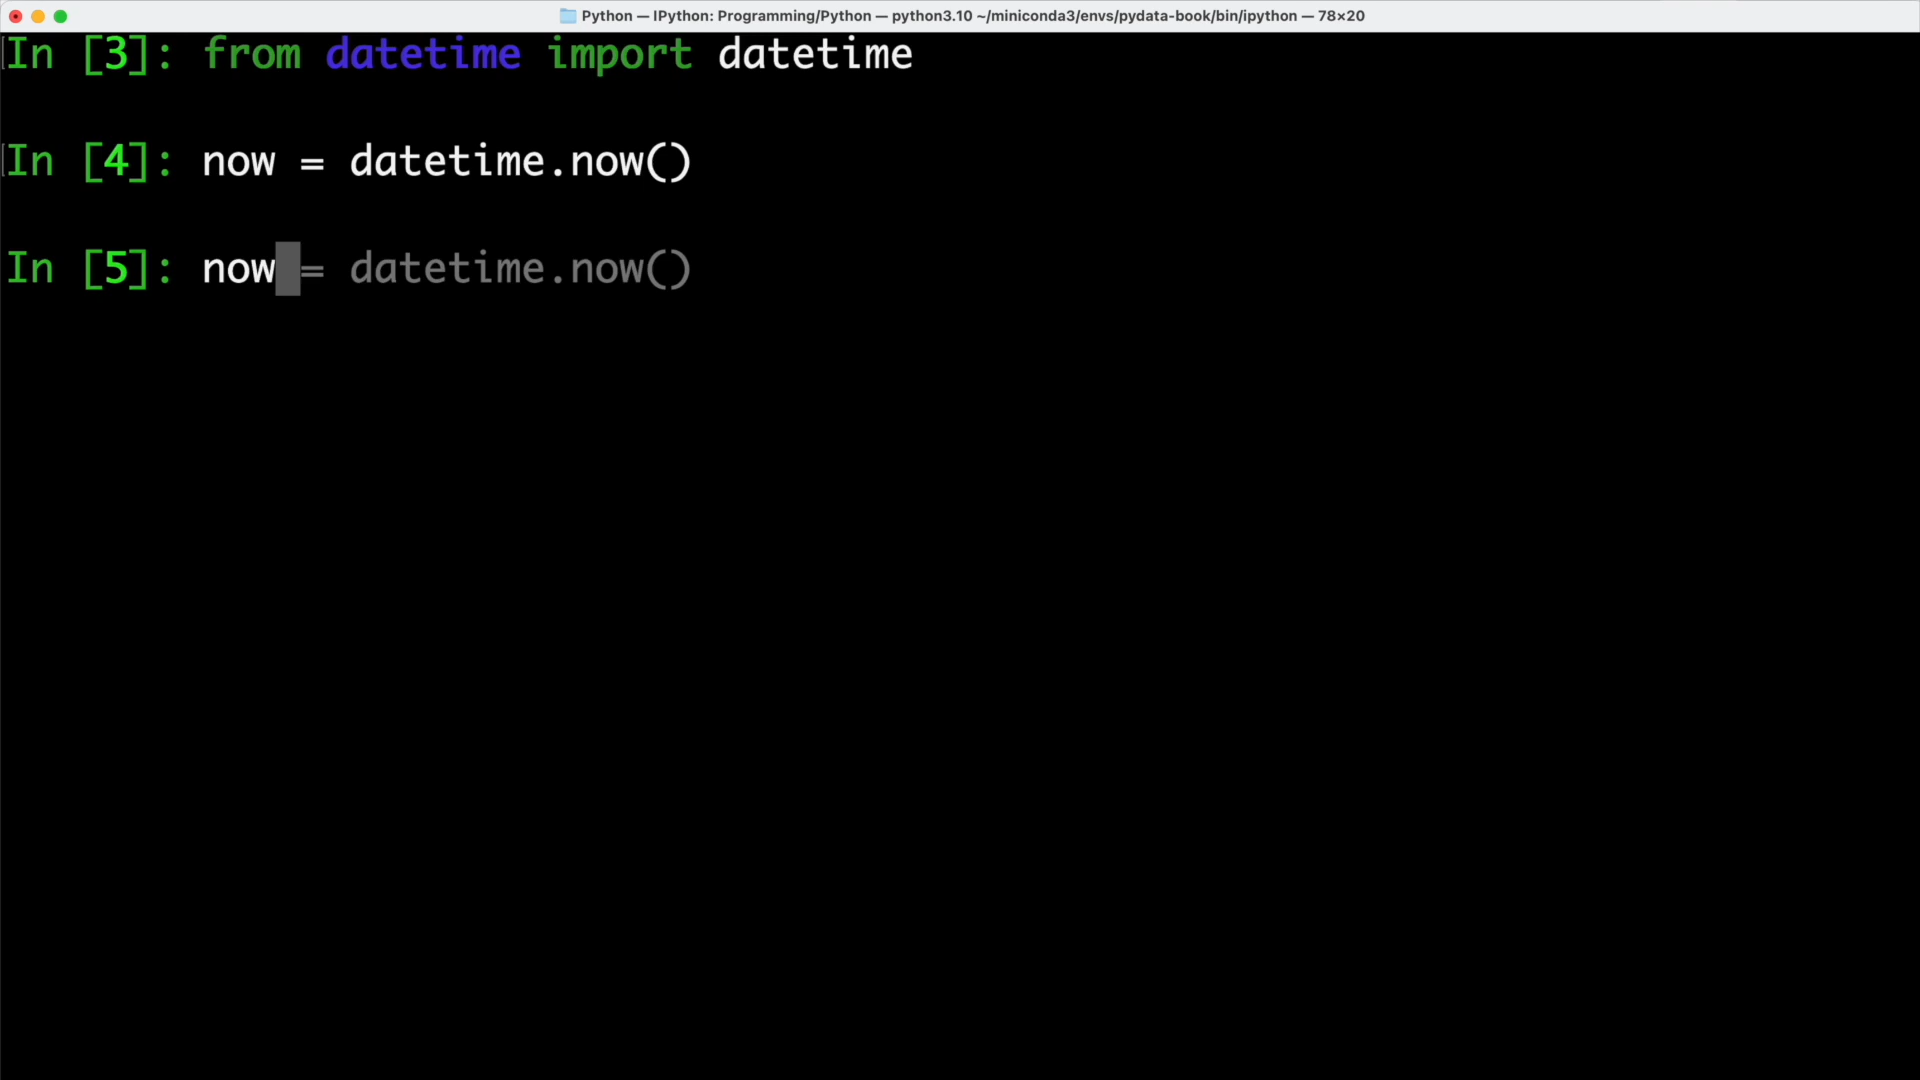 Python — IPython: Programming/Python — python3.10 ~/miniconda3/envs/pydata-book/bin/ipython — 78×20
In [3]: from datetime import datetime
In [4]: now = datetime.now()
In [5]: now = datetime.now()